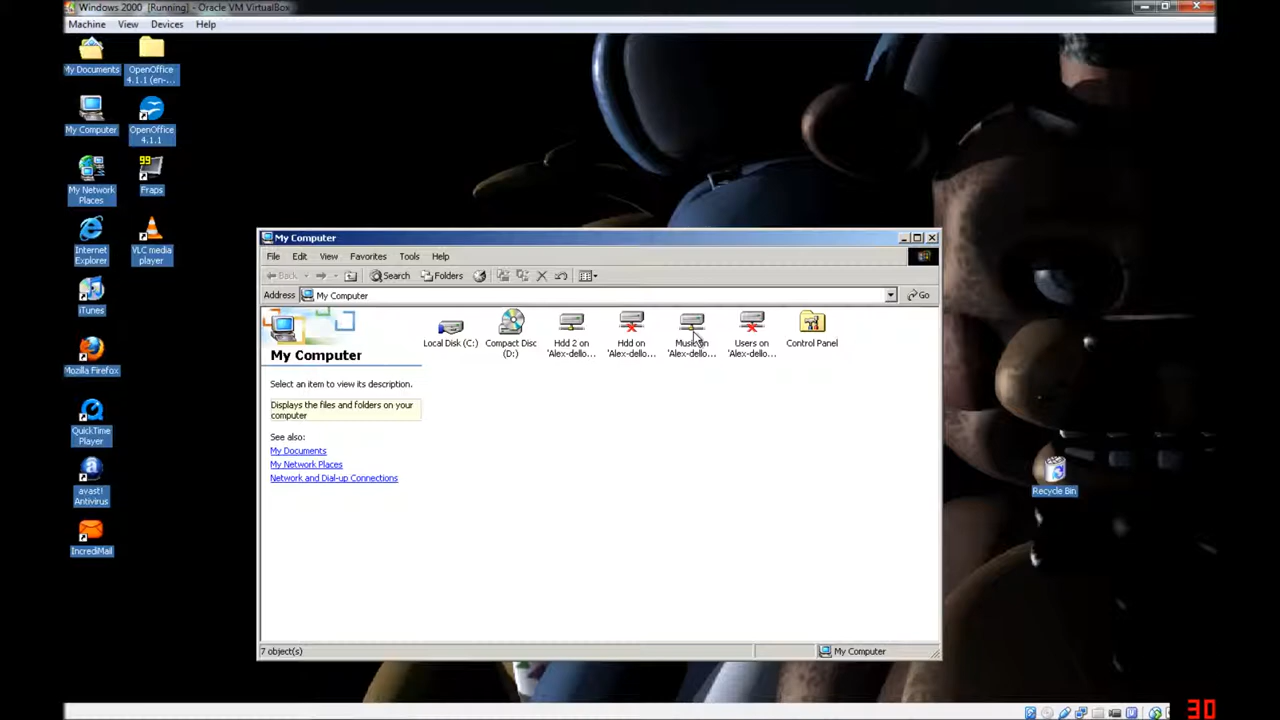 Windows 2000 [Running] - Oracle VM VirtualBox
Machine View Devices Help
My Documents
OpenOffice 4.1.1 (en-...
My Computer
OpenOffice 4.1.1
My Network Places
99
Fraps
Internet Explorer
VLC media player
iTunes
Mozilla Firefox
QuickTime Player
a
avast! Antivirus
IncrediMail
Recycle Bin
My Computer
File Edit View Favorites Tools Help
Back Search Folders
Address My Computer Go
My Computer
Select an item to view its description.
Displays the files and folders on your
computer
See also:
My Documents
My Network Places
Network and Dial-up Connections
Local Disk (C:)
Compact Disc (D:)
Hdd 2 on 'Alex-dello...
Hdd on 'Alex-dello...
Music on 'Alex-dello...
Users on 'Alex-dello...
Control Panel
7 object(s)
My Computer
30